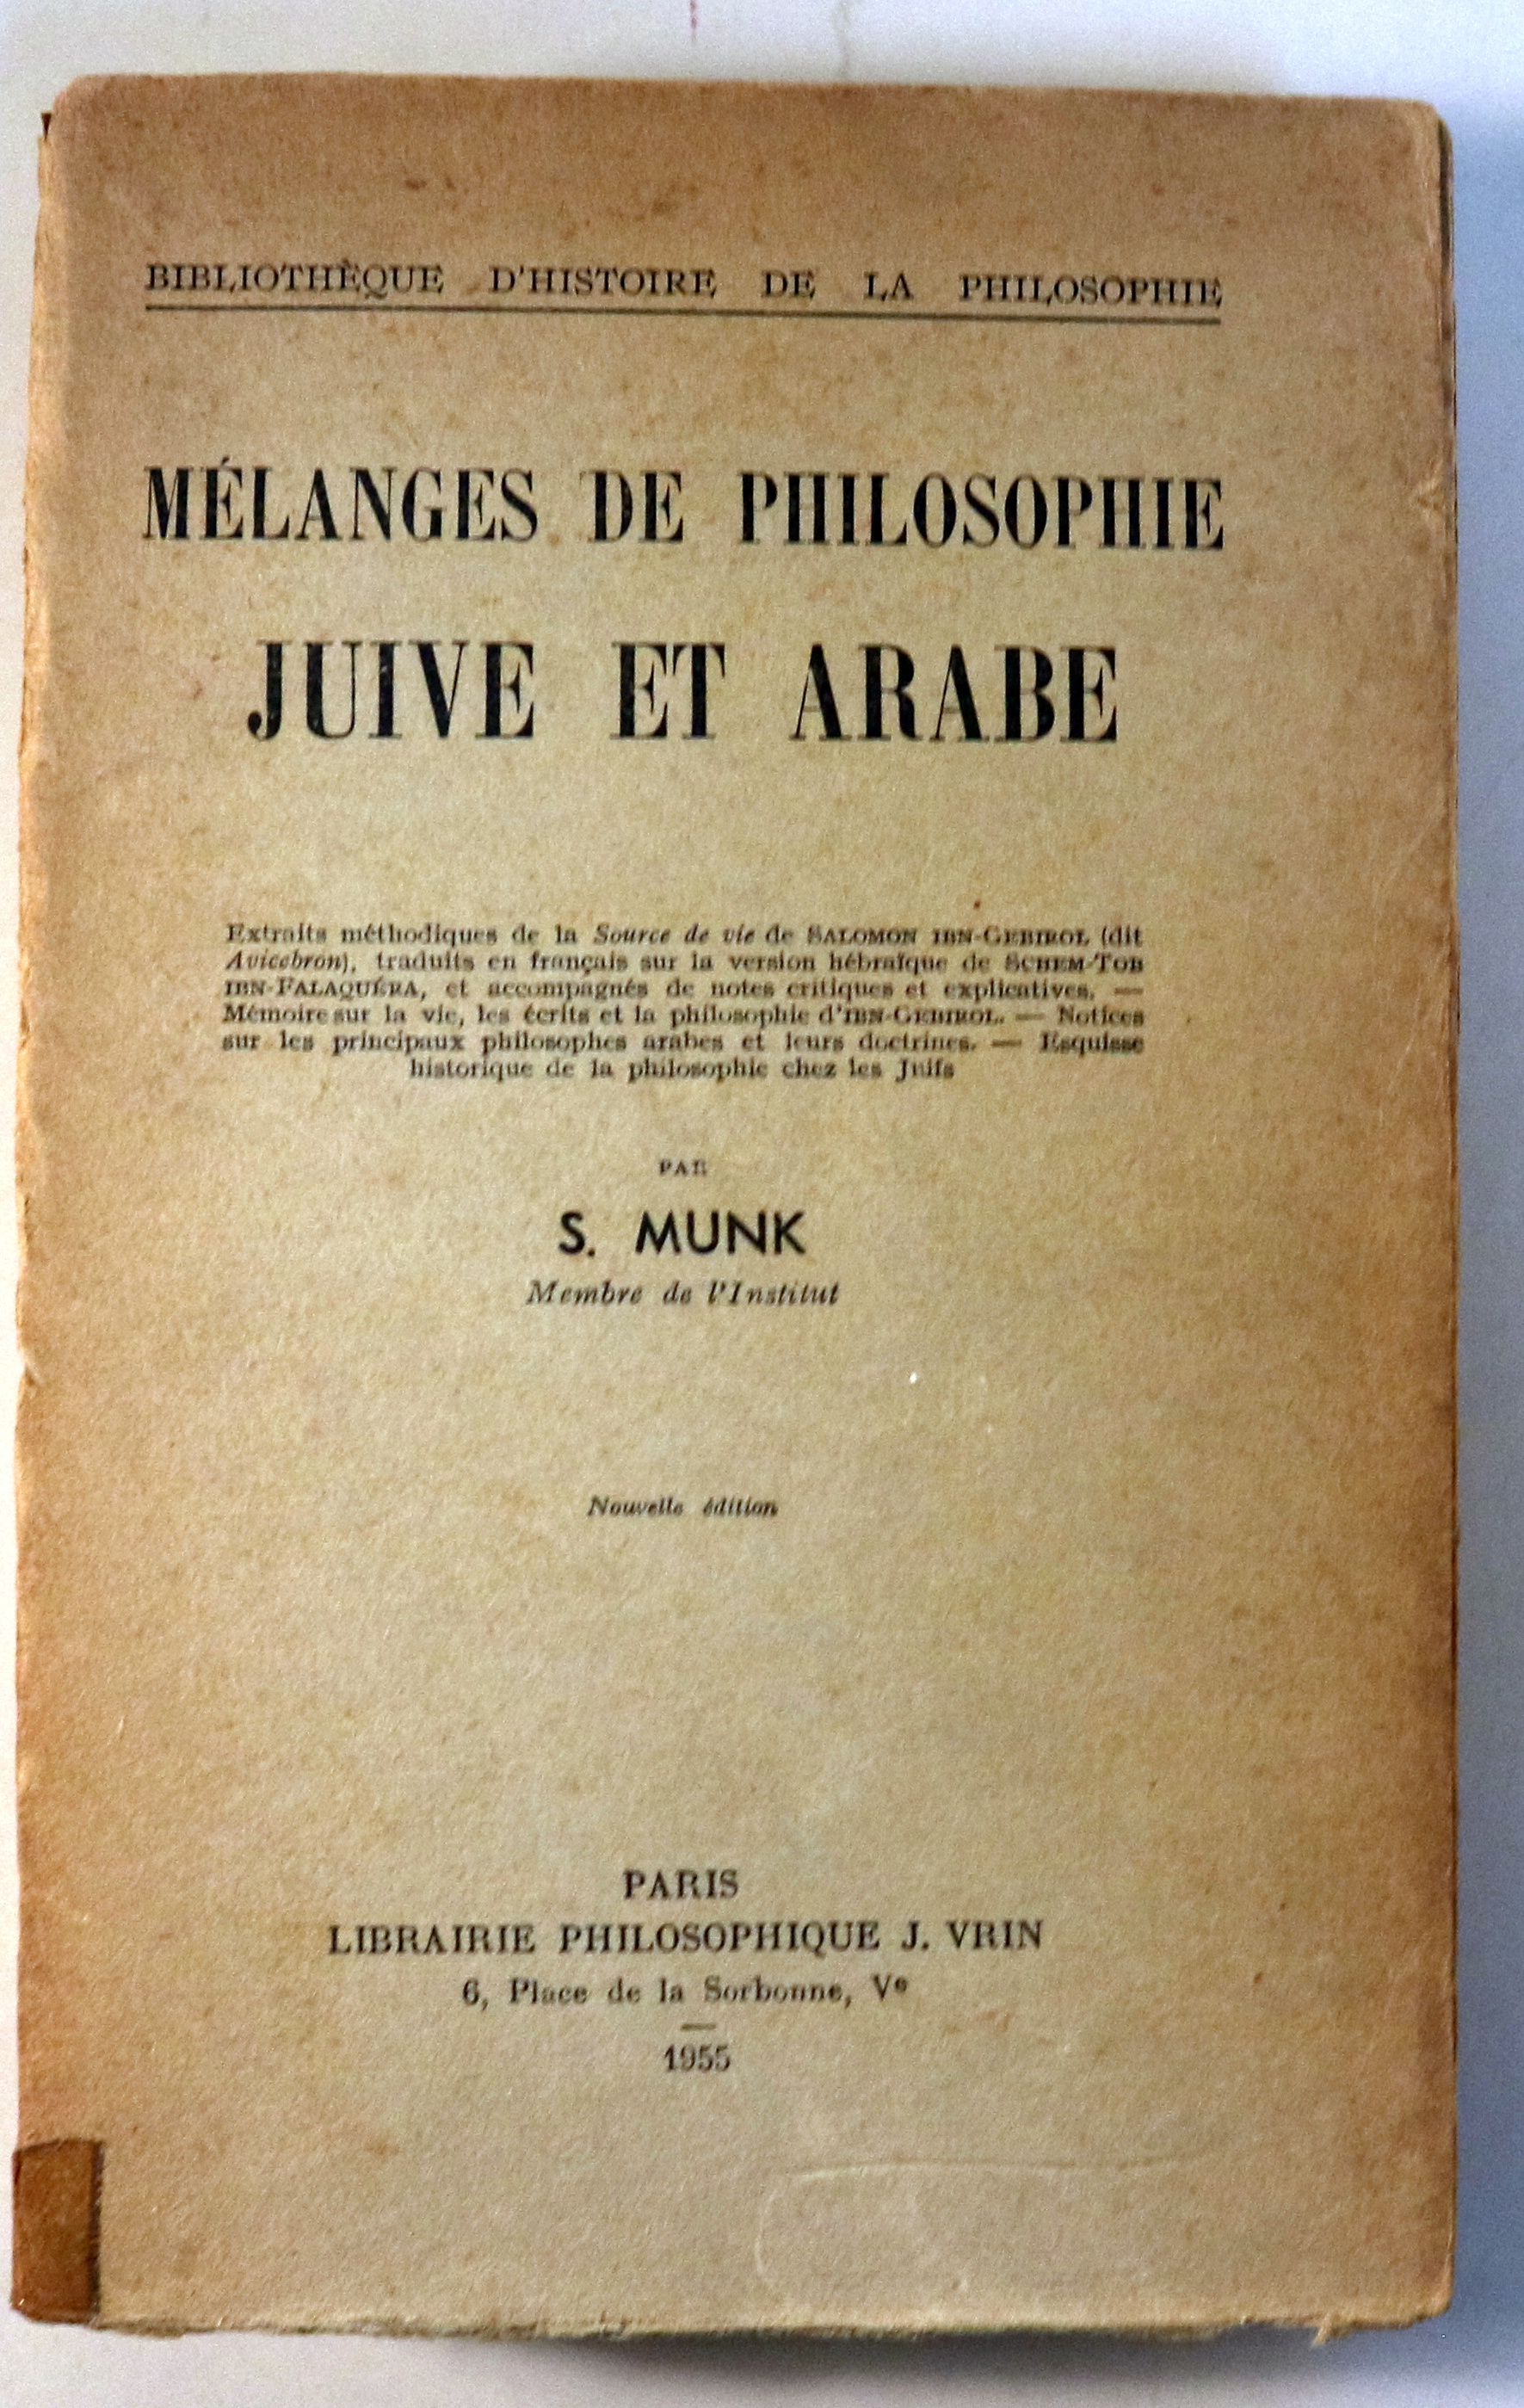 BIBLIOTHÈQUE D'HISTOIRE DE LA PHILOSOPHIE
MÉLANGES DE PHILOSOPHIE
JUIVE ET ARABE
Extraits méthodiques de la Source de vie de SALOMON IBN-GEBIROL (dit
Avicebron), traduits en français sur la version hébraïque de SCHEM-TOB
IBN-FALAQUÉRA, et accompagnés de notes critiques et explicatives. —
Mémoire sur la vie, les écrits et la philosophie d'IBN-GEBIROL. — Notices
sur les principaux philosophes arabes et leurs doctrines. — Esquisse
historique de la philosophie chez les Juifs
PAR
S. MUNK
Membre de l'Institut
Nouvelle édition
PARIS
LIBRAIRIE PHILOSOPHIQUE J. VRIN
6, Place de la Sorbonne, Vᵉ
1955